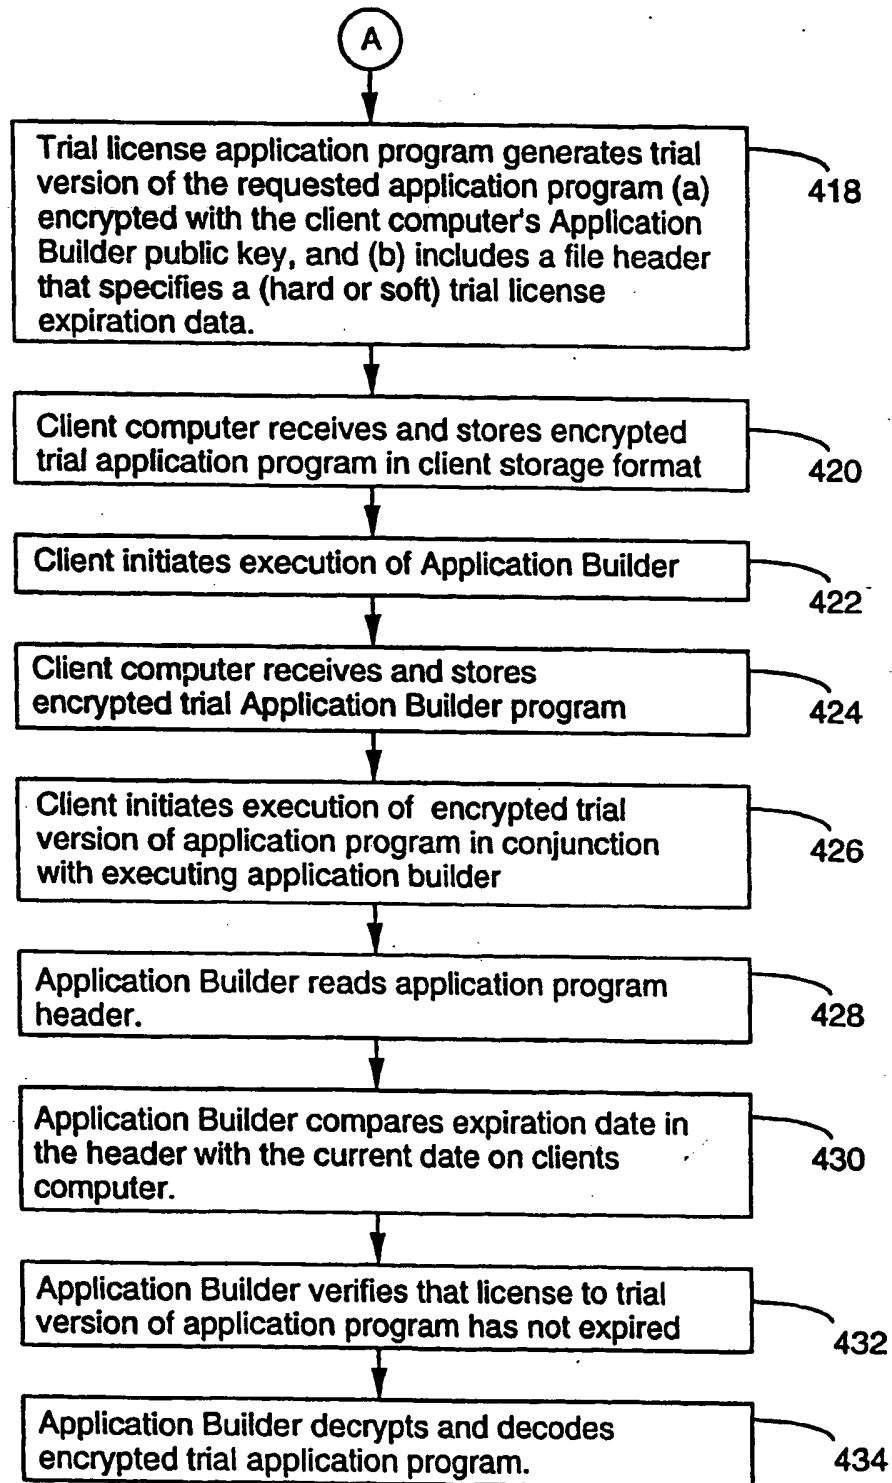 A
Trial license application program generates trial
version of the requested application program (a)
encrypted with the client computer's Application
Builder public key, and (b) includes a file header
that specifies a (hard or soft) trial license
expiration data.
418
Client computer receives and stores encrypted
trial application program in client storage format
420
Client initiates execution of Application Builder
422
Client computer receives and stores
encrypted trial Application Builder program
424
Client initiates execution of encrypted trial
version of application program in conjunction
with executing application builder
426
Application Builder reads application program
header.
428
Application Builder compares expiration date in
the header with the current date on clients
computer.
430
Application Builder verifies that license to trial
version of application program has not expired
432
Application Builder decrypts and decodes
encrypted trial application program.
434